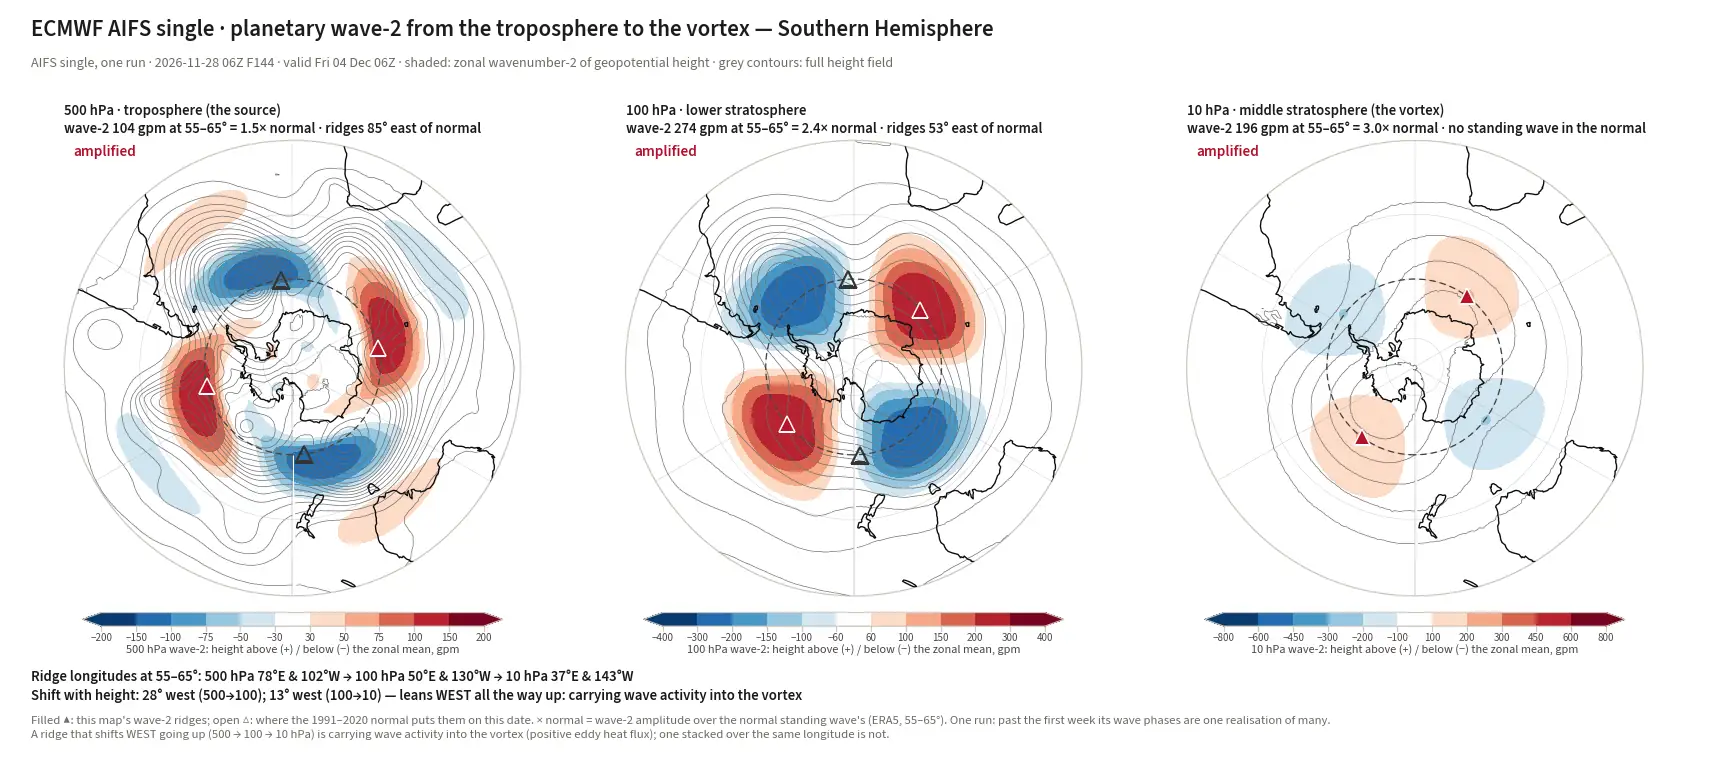 ECMWF AIFS single · planetary wave-2 from the troposphere to the vortex — Southern Hemisphere
AIFS single, one run · 2026-11-28 06Z F144 · valid Fri 04 Dec 06Z · shaded: zonal wavenumber-2 of geopotential height · grey contours: full height field
500 hPa · troposphere (the source)
wave-2 104 gpm at 55–65° = 1.5× normal · ridges 85° east of normal
amplified
100 hPa · lower stratosphere
wave-2 274 gpm at 55–65° = 2.4× normal · ridges 53° east of normal
amplified
10 hPa · middle stratosphere (the vortex)
wave-2 196 gpm at 55–65° = 3.0× normal · no standing wave in the normal
amplified
−200 −150 −100 −75 −50 −30 30 50 75 100 150 200
500 hPa wave-2: height above (+) / below (−) the zonal mean, gpm
−400 −300 −200 −150 −100 −60 60 100 150 200 300 400
100 hPa wave-2: height above (+) / below (−) the zonal mean, gpm
−800 −600 −450 −300 −200 −100 100 200 300 450 600 800
10 hPa wave-2: height above (+) / below (−) the zonal mean, gpm
Ridge longitudes at 55–65°: 500 hPa 78°E & 102°W → 100 hPa 50°E & 130°W → 10 hPa 37°E & 143°W
Shift with height: 28° west (500→100); 13° west (100→10) — leans WEST all the way up: carrying wave activity into the vortex
Filled ▲: this map's wave-2 ridges; open △: where the 1991–2020 normal puts them on this date. × normal = wave-2 amplitude over the normal standing wave's (ERA5, 55–65°). One run: past the first week its wave phases are one realisation of many.
A ridge that shifts WEST going up (500 → 100 → 10 hPa) is carrying wave activity into the vortex (positive eddy heat flux); one stacked over the same longitude is not.